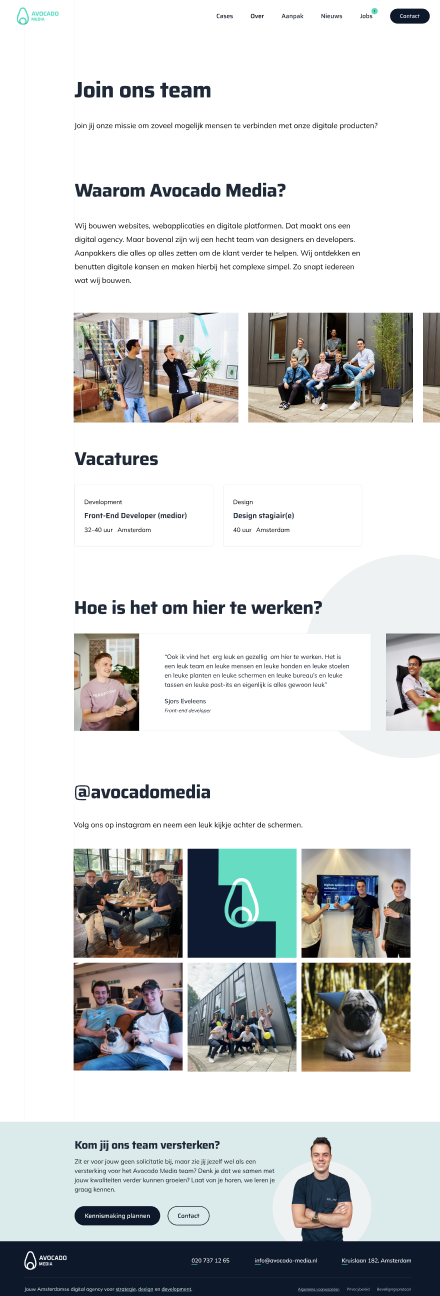 AVOCADO
MEDIA
Cases Over Aanpak Nieuws Jobs Contact
Join ons team
Join jij onze missie om zoveel mogelijk mensen te verbinden met onze digitale producten?
Waarom Avocado Media?
Wij bouwen websites, webapplicaties en digitale platformen. Dat maakt ons een
digital agency. Maar bovenal zijn wij een hecht team van designers en developers.
Aanpakkers die alles op alles zetten om de klant verder te helpen. Wij ontdekken en
benutten digitale kansen en maken hierbij het complexe simpel. Zo snapt iedereen
wat wij bouwen.
Vacatures
Development
Front-End Developer (medior)
32-40 uur Amsterdam
Design
Design stagiair(e)
40 uur Amsterdam
Hoe is het om hier te werken?
“Ook ik vind het erg leuk en gezellig om hier te werken. Het is
een leuk team en leuke mensen en leuke honden en leuke stoelen
en leuke planten en leuke schermen en leuke bureau's en leuke
tassen en leuke post-its en eigenlijk is alles gewoon leuk”
Sjors Eveleens
Front-end developer
@avocadomedia
Volg ons op instagram en neem een leuk kijkje achter de schermen.
Kom jij ons team versterken?
Zit er voor jouw geen solicitatie bij, maar zie jij jezelf wel als een
versterking voor het Avocado Media team? Denk je dat we samen met
jouw kwaliteiten verder kunnen groeien? Laat van je horen, we leren je
graag kennen.
Kennismaking plannen Contact
AVOCADO
MEDIA
020 737 12 65 info@avocado-media.nl Kruislaan 182, Amsterdam
Jouw Amsterdamse digital agency voor strategie, design en development.
Algemene voorwaarden Privacybeleid Beveiligingsprotocol